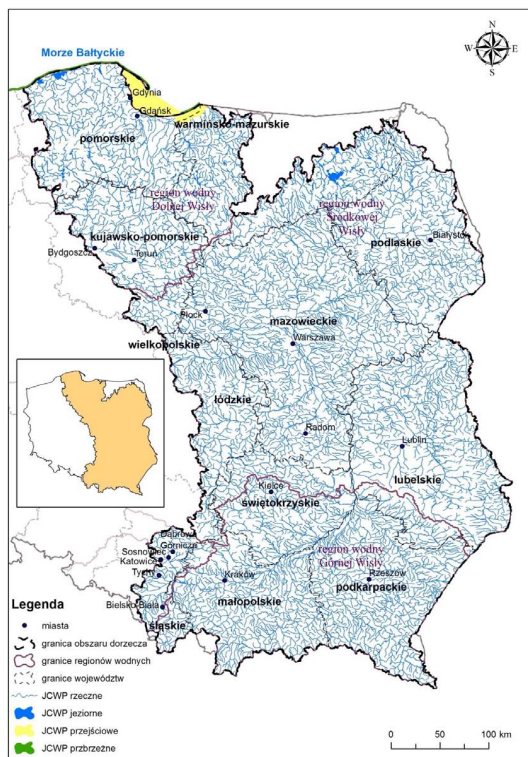 Morze Bałtyckie
N
W
E
S
Gdynia
Gdańsk
warmińsko-mazurskie
pomorskie
region wodny
Dolnej Wisły
region wodny
Środkowej
Wisły
kujawsko-pomorskie
podlaskie
Białystok
Bydgoszcz
Toruń
Płock
mazowieckie
wielkopolskie
Warszawa
łódzkie
Radom
Lublin
lubelskie
Kielce
świętokrzyskie
Dąbrowa
Górnicza
Sosnowiec
Katowice
Tychy
region wodny
Górnej Wisły
Kraków
Rzeszów
podkarpackie
małopolskie
Bielsko-Biała
śląskie
Legenda
miasta
granica obszaru dorzecza
granice regionów wodnych
granice województw
JCWP rzeczne
JCWP jeziorne
JCWP przejściowe
JCWP przybrzeżne
0 50 100 km